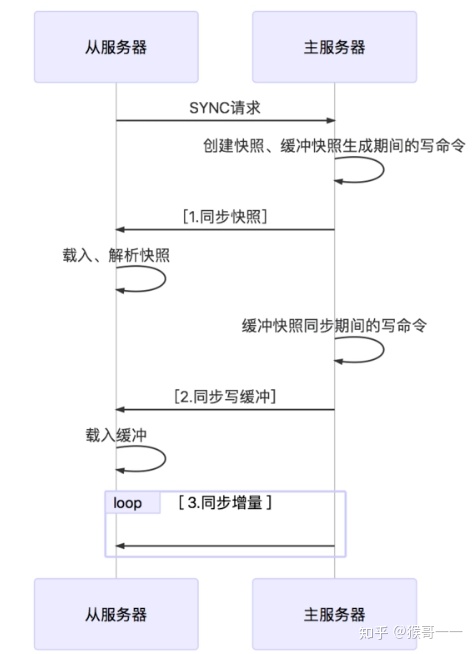 从服务器
主服务器
SYNC请求
创建快照、缓冲快照生成期间的写命令
[1.同步快照]
载入、解析快照
缓冲快照同步期间的写命令
[2.同步写缓冲]
载入缓冲
loop
[ 3.同步增量 ]
从服务器
主服务器
知乎 @猴哥一一